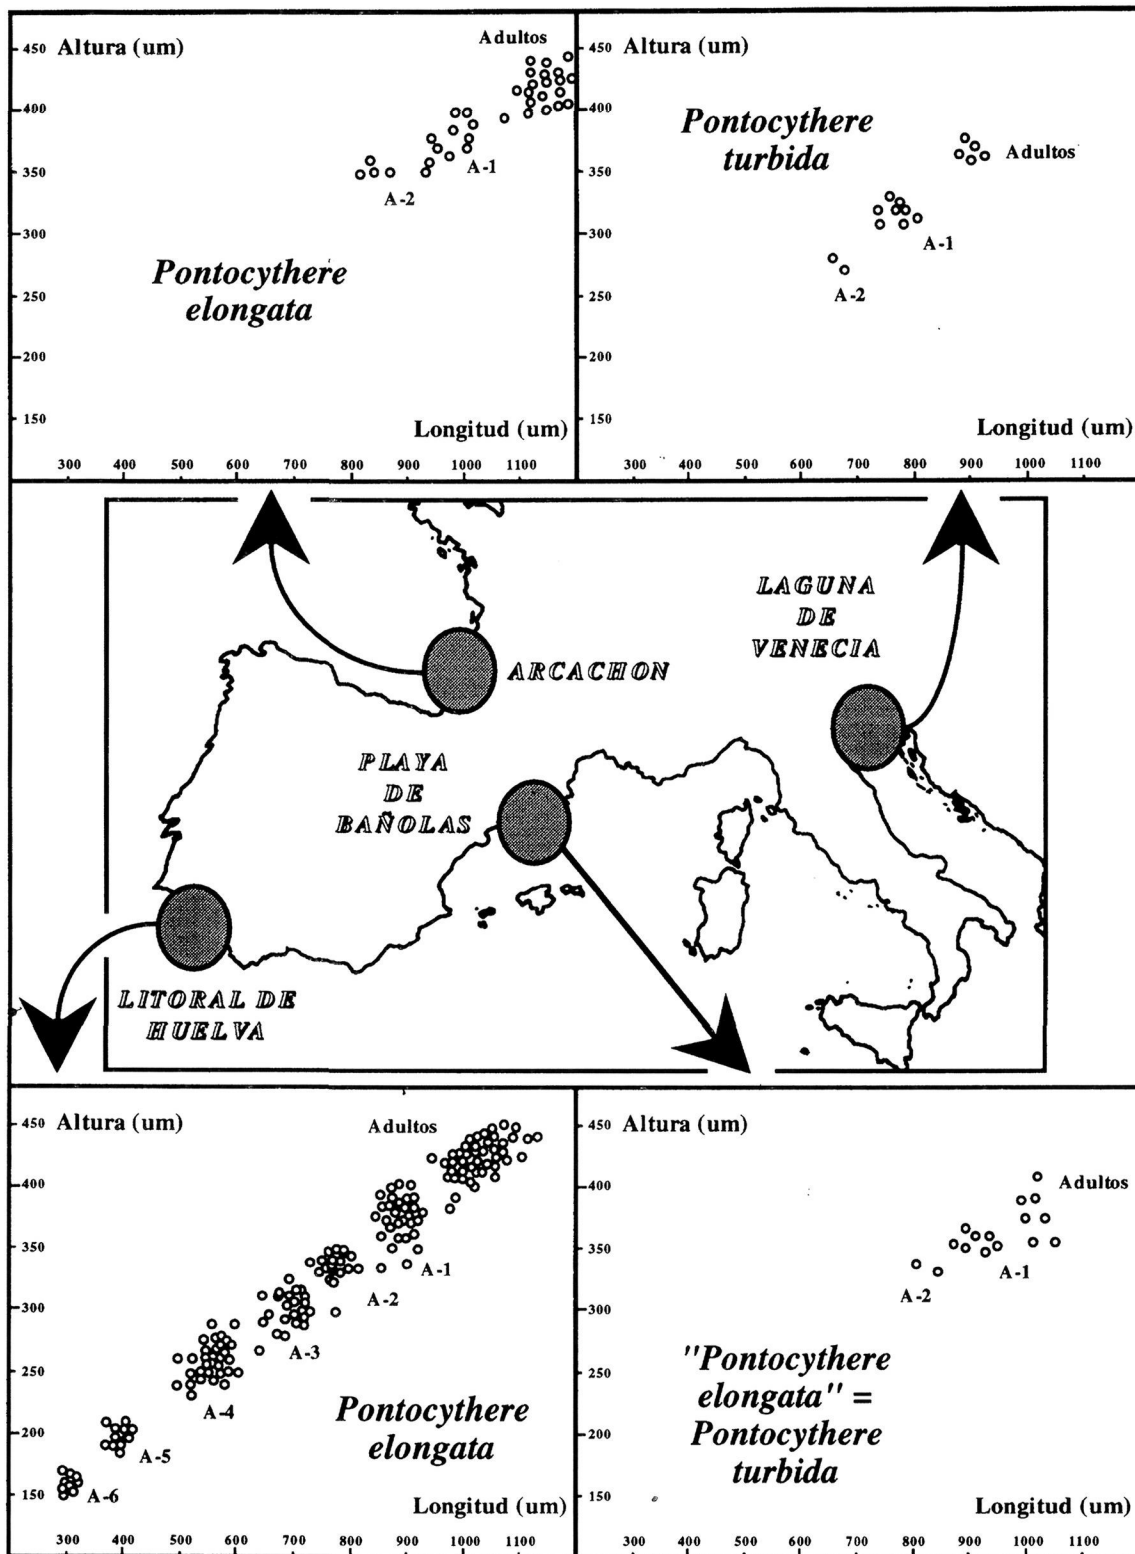 Altura (um)
Adultos
450
400
350
300
250
200
150
A-1
A-2
Pontocythere
elongata
Longitud (um)
300 400 500 600 700 800 900 1000 1100
Altura (um)
450
400
350
300
250
200
150
Pontocythere
turbida
Adultos
A-1
A-2
Longitud (um)
300 400 500 600 700 800 900 1000 1100
LAGUNA
DE
VENECIA
ARCACHON
PLAYA
DE
BAÑOLAS
LITORAL DE
HUELVA
Altura (um)
Adultos
450
400
350
300
250
200
150
A-1
A-2
A-3
A-4
A-5
A-6
Pontocythere
elongata
Longitud (um)
300 400 500 600 700 800 900 1000 1100
Altura (um)
450
400
350
300
250
200
150
Adultos
A-1
A-2
"Pontocythere
elongata" =
Pontocythere
turbida
Longitud (um)
300 400 500 600 700 800 900 1000 1100